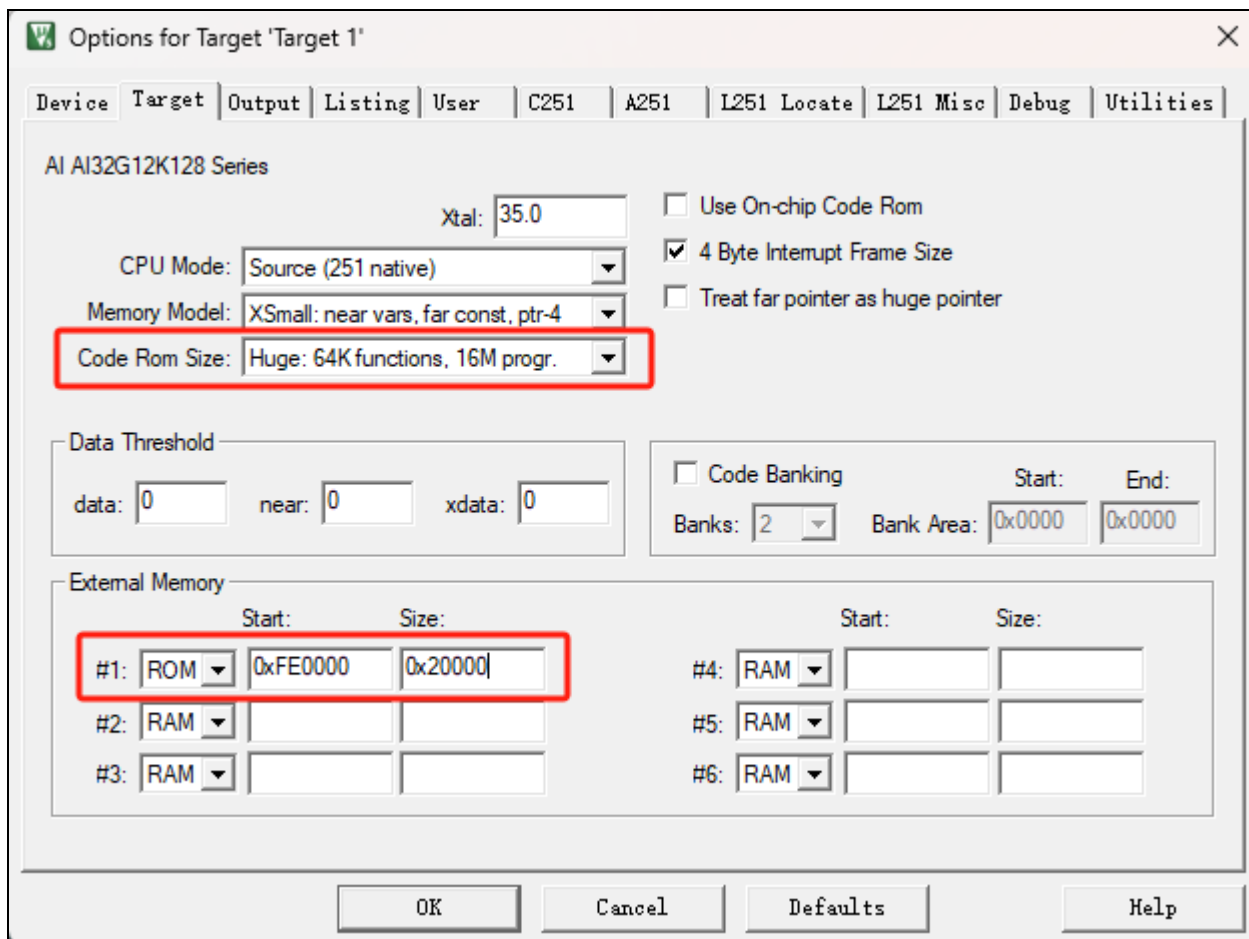 Options for Target 'Target 1'
Device Target Output Listing User C251 A251 L251 Locate L251 Misc Debug Utilities
AI AI32G12K128 Series
Xtal: 35.0
Use On-chip Code Rom
CPU Mode: Source (251 native)
4 Byte Interrupt Frame Size
Memory Model: XSmall: near vars, far const, ptr-4
Treat far pointer as huge pointer
Code Rom Size: Huge: 64K functions, 16M progr.
Data Threshold
data: 0 near: 0 xdata: 0
Code Banking Start: End:
Banks: 2 Bank Area: 0x0000 0x0000
External Memory
Start: Size: Start: Size:
#1: ROM 0xFE0000 0x20000 #4: RAM
#2: RAM #5: RAM
#3: RAM #6: RAM
OK Cancel Defaults Help